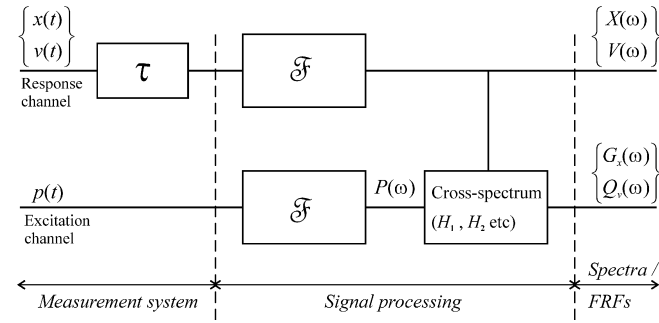 x(t)
v(t)
Response
channel
τ
ℱ
X(ω)
V(ω)
p(t)
Excitation
channel
ℱ
P(ω)
Cross-spectrum
(H₁ , H₂ etc)
Gₓ(ω)
Qᵥ(ω)
Measurement system
Signal processing
Spectra /
FRFs